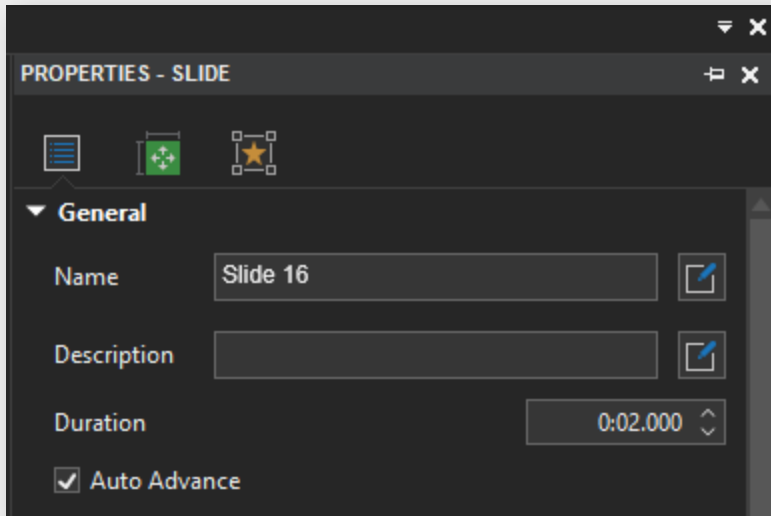 PROPERTIES - SLIDE
General
Name Slide 16
Description
Duration 0:02.000
Auto Advance